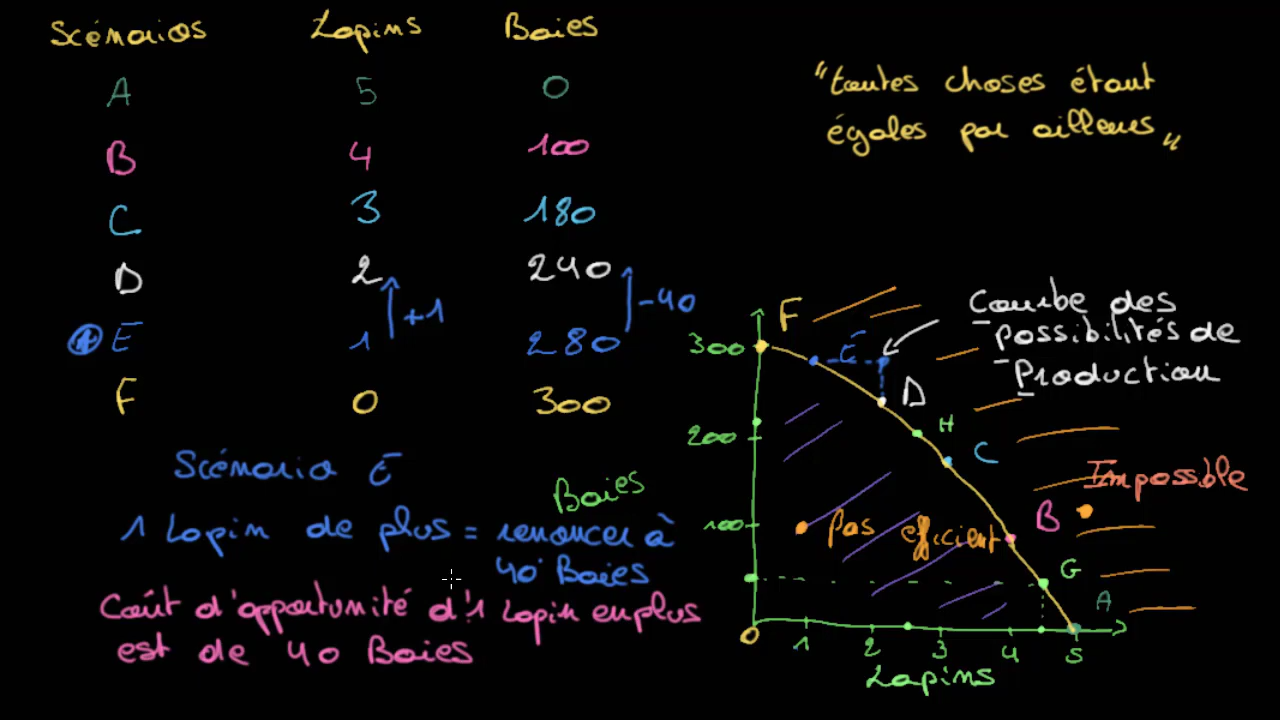 Scénarios Lapins Baies
A 5 0
B 4 100
C 3 180
D 2 240
+1 -40
E 1 280
F 0 300
Scénario E
1 Lapin de plus = renoncer à
40 Baies
Coût d'opportunité d'1 Lapin en plus
est de 40 Baies
"toutes choses étant
égales par ailleurs"
Courbe des
possibilités de
Production
F
300
E
D
H
200
C
Impossible
Baies
100
Pas efficient
B
G
A
0 1 2 3 4 5
Lapins